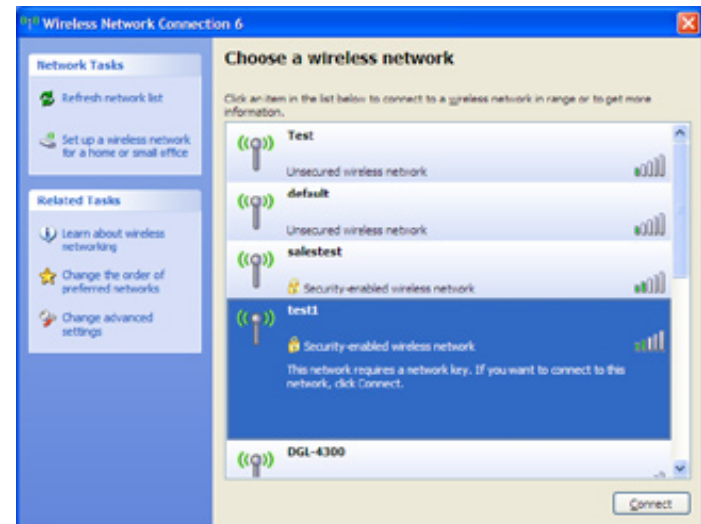 Wireless Network Connection 6
Network Tasks
Refresh network list
Set up a wireless network
for a home or small office
Related Tasks
Learn about wireless
networking
Change the order of
preferred networks
Change advanced
settings
Choose a wireless network
Click an item in the list below to connect to a wireless network in range or to get more
information.
Test
Unsecured wireless network
default
Unsecured wireless network
salestest
Security-enabled wireless network
test1
Security-enabled wireless network
This network requires a network key. If you want to connect to this
network, click Connect.
DGL-4300
Connect